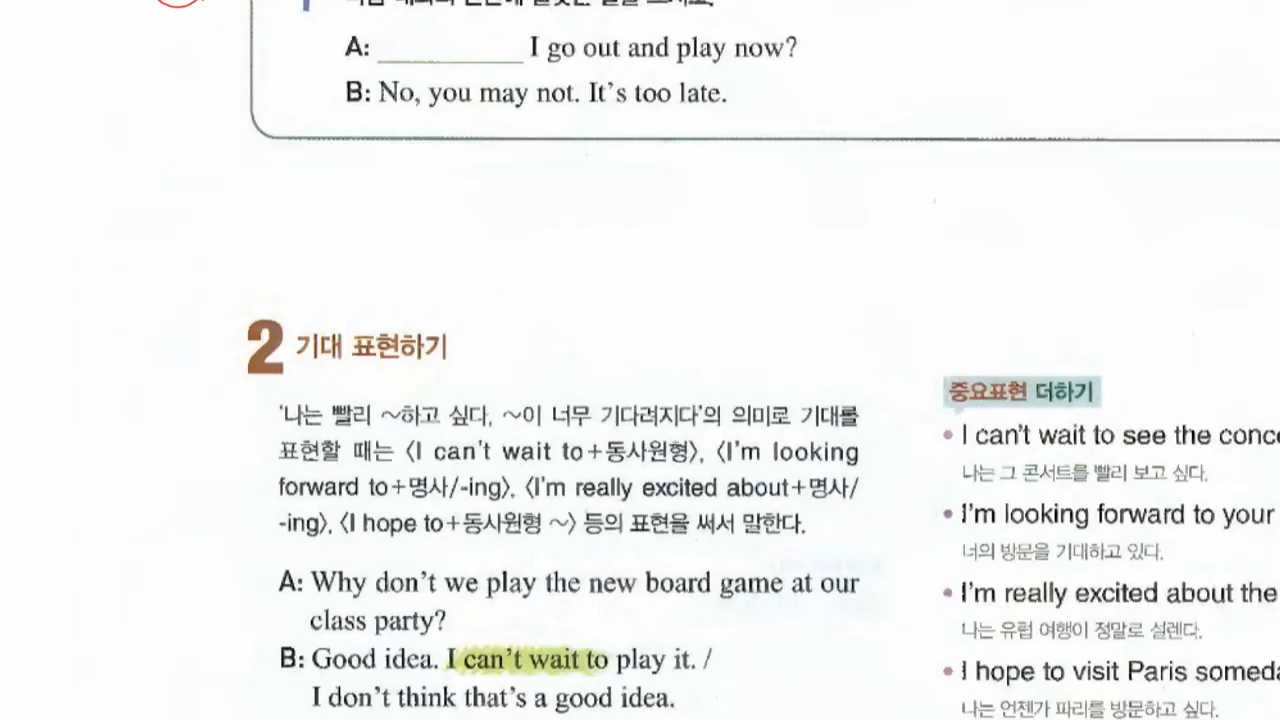 A: I go out and play now?
B: No, you may not. It's too late.
2 기대 표현하기
'나는 빨리 ~하고 싶다, ~이 너무 기다려지다'의 의미로 기대를
표현할 때는 〈I can't wait to+동사원형〉, 〈I'm looking
forward to+명사/-ing〉, 〈I'm really excited about+명사/
-ing〉, 〈I hope to+동사원형 ~〉 등의 표현을 써서 말한다.
A: Why don't we play the new board game at our
class party?
B: Good idea. I can't wait to play it. /
I don't think that's a good idea.
중요표현 더하기
• I can't wait to see the conc
나는 그 콘서트를 빨리 보고 싶다.
• I'm looking forward to your
너의 방문을 기대하고 있다.
• I'm really excited about the
나는 유럽 여행이 정말로 설렌다.
• I hope to visit Paris someda
나는 언젠가 파리를 방문하고 싶다.